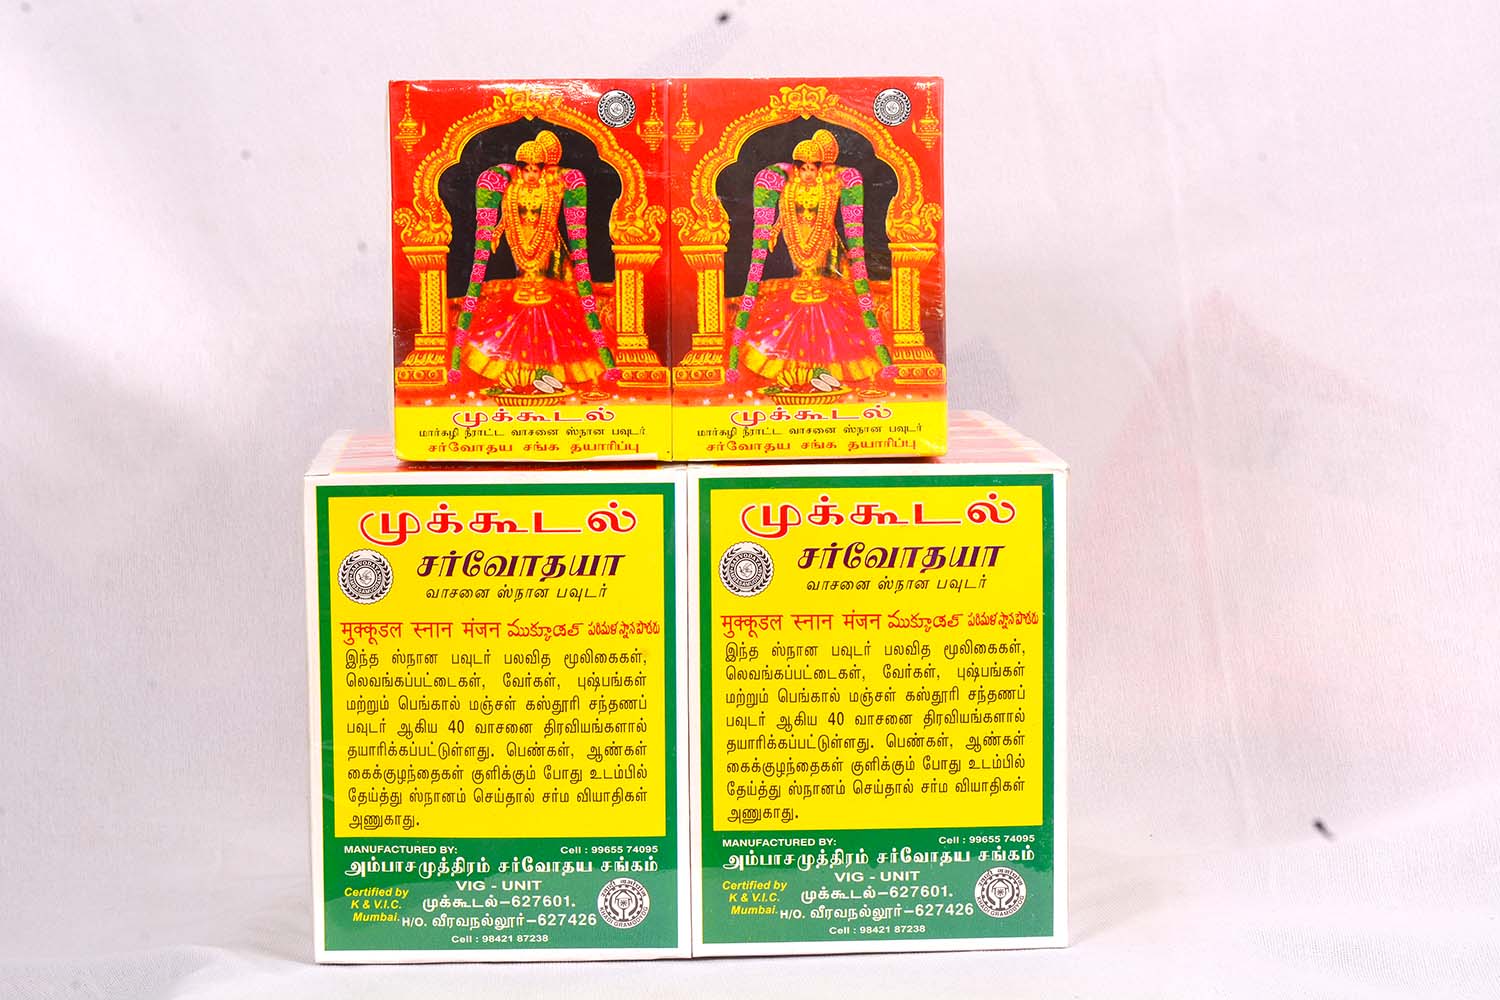 முக்கூடல்
மார்கழி நீராட்ட வாசனை ஸ்நான பவுடர்
சர்வோதய சங்க தயாரிப்பு
முக்கூடல்
மார்கழி நீராட்ட வாசனை ஸ்நான பவுடர்
சர்வோதய சங்க தயாரிப்பு
முக்கூடல்
சர்வோதயா
வாசனை ஸ்நான பவுடர்
मुक्कूडल स्नान मंजन
இந்த ஸ்நான பவுடர் பலவித மூலிகைகள்,
லெவங்கப்பட்டைகள், வேர்கள், புஷ்பங்கள்
மற்றும் பெங்கால் மஞ்சள் கஸ்தூரி சந்தணப்
பவுடர் ஆகிய 40 வாசனை திரவியங்களால்
தயாரிக்கப்பட்டுள்ளது. பெண்கள், ஆண்கள்
கைக்குழந்தைகள் குளிக்கும் போது உடம்பில்
தேய்த்து ஸ்நானம் செய்தால் சர்ம வியாதிகள்
அணுகாது.
MANUFACTURED BY: Cell : 99655 74095
அம்பாசமுத்திரம் சர்வோதய சங்கம்
VIG - UNIT
Certified by
K & V.I.C.
Mumbai.
முக்கூடல்–627601.
H/O. வீரவநல்லூர்–627426
Cell : 98421 87238
முக்கூடல்
சர்வோதயா
வாசனை ஸ்நான பவுடர்
मुक्कूडल स्नान मंजन
இந்த ஸ்நான பவுடர் பலவித மூலிகைகள்,
லெவங்கப்பட்டைகள், வேர்கள், புஷ்பங்கள்
மற்றும் பெங்கால் மஞ்சள் கஸ்தூரி சந்தணப்
பவுடர் ஆகிய 40 வாசனை திரவியங்களால்
தயாரிக்கப்பட்டுள்ளது. பெண்கள், ஆண்கள்
கைக்குழந்தைகள் குளிக்கும் போது உடம்பில்
தேய்த்து ஸ்நானம் செய்தால் சர்ம வியாதிகள்
அணுகாது.
MANUFACTURED BY: Cell : 99655 74095
அம்பாசமுத்திரம் சர்வோதய சங்கம்
VIG - UNIT
Certified by
K & V.I.C.
Mumbai.
முக்கூடல்–627601.
H/O. வீரவநல்லூர்–627426
Cell : 98421 87238